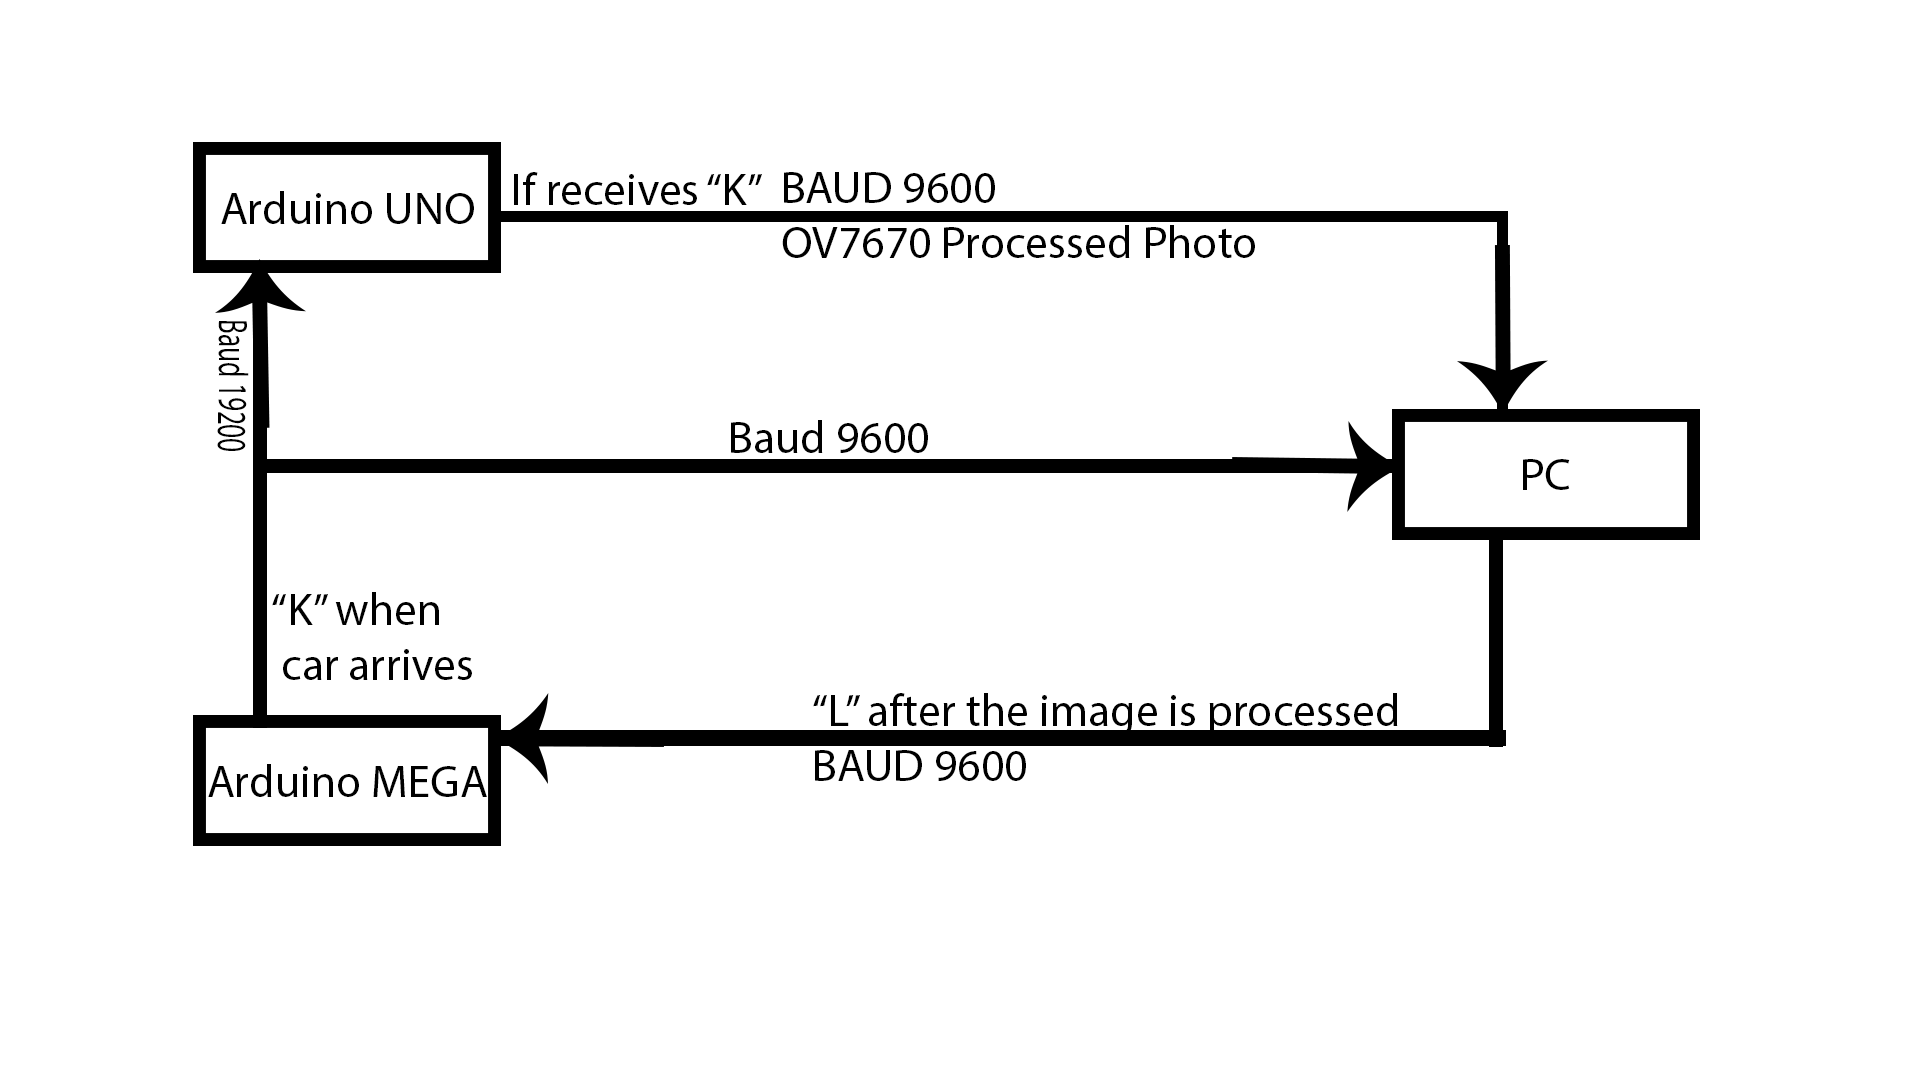 Arduino UNO
If receives “K” BAUD 9600
OV7670 Processed Photo
Baud 19200
Baud 9600
PC
“K” when
car arrives
“L” after the image is processed
BAUD 9600
Arduino MEGA